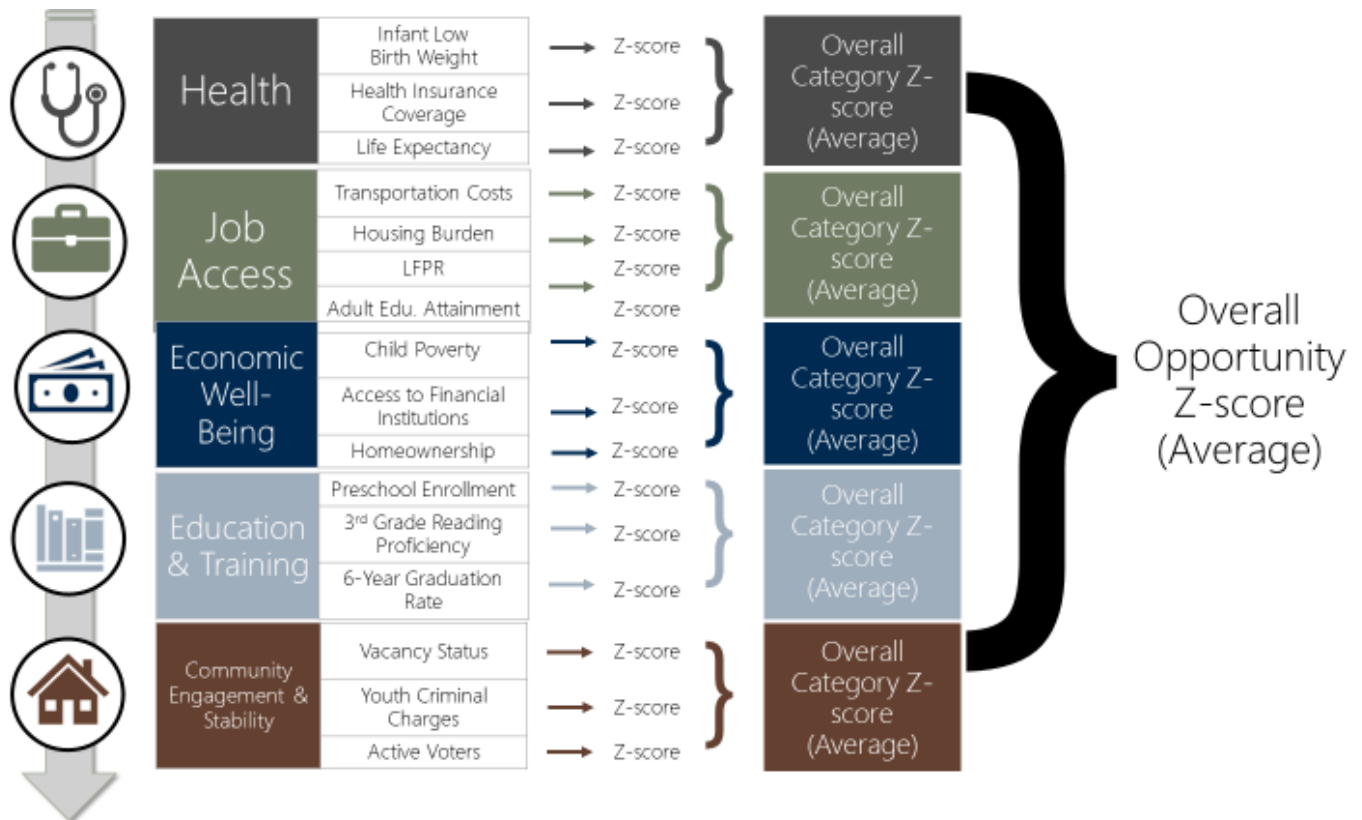 Health
Infant Low
Birth Weight
Z-score
Health Insurance
Coverage
Z-score
Life Expectancy
Z-score
Overall
Category Z-
score
(Average)
Job
Access
Transportation Costs
Z-score
Housing Burden
Z-score
LFPR
Z-score
Adult Edu. Attainment
Z-score
Overall
Category Z-
score
(Average)
Economic
Well-
Being
Child Poverty
Z-score
Access to Financial
Institutions
Z-score
Homeownership
Z-score
Overall
Category Z-
score
(Average)
Education
& Training
Preschool Enrollment
Z-score
3rd Grade Reading
Proficiency
Z-score
6-Year Graduation
Rate
Z-score
Overall
Category Z-
score
(Average)
Community
Engagement &
Stability
Vacancy Status
Z-score
Youth Criminal
Charges
Z-score
Active Voters
Z-score
Overall
Category Z-
score
(Average)
Overall
Opportunity
Z-score
(Average)